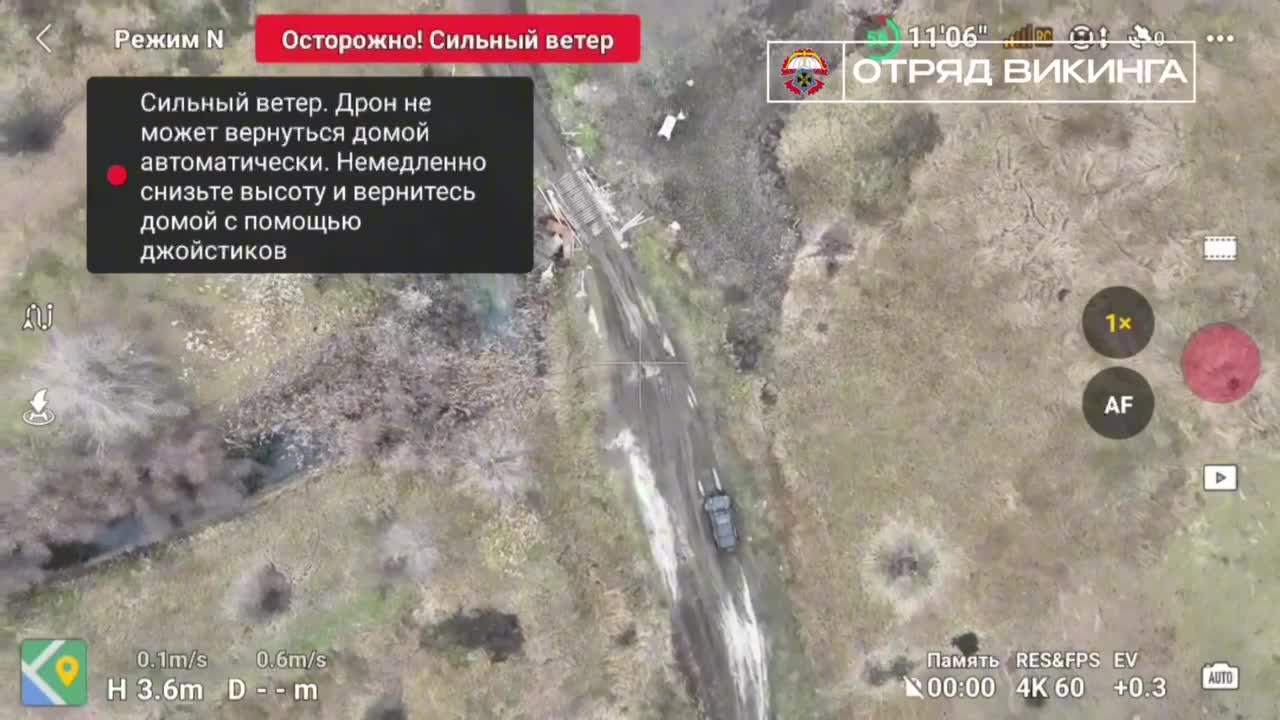 Режим N
Осторожно! Сильный ветер
11'06"
RC
0
ОТРЯД ВИКИНГА
Сильный ветер. Дрон не
может вернуться домой
автоматически. Немедленно
снизьте высоту и вернитесь
домой с помощью
джойстиков
1×
AF
0.1m/s 0.6m/s
H 3.6m D - - m
Память RES&FPS EV
00:00 4K 60 +0.3
AUTO